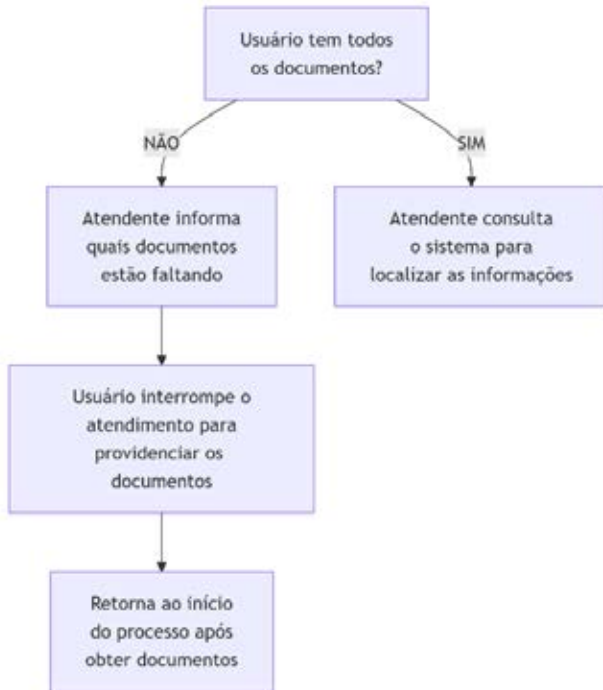 Usuário tem todos
os documentos?
NÃO
SIM
Atendente informa
quais documentos
estão faltando
Atendente consulta
o sistema para
localizar as informações
Usuário interrompe o
atendimento para
providenciar os
documentos
Retorna ao início
do processo após
obter documentos